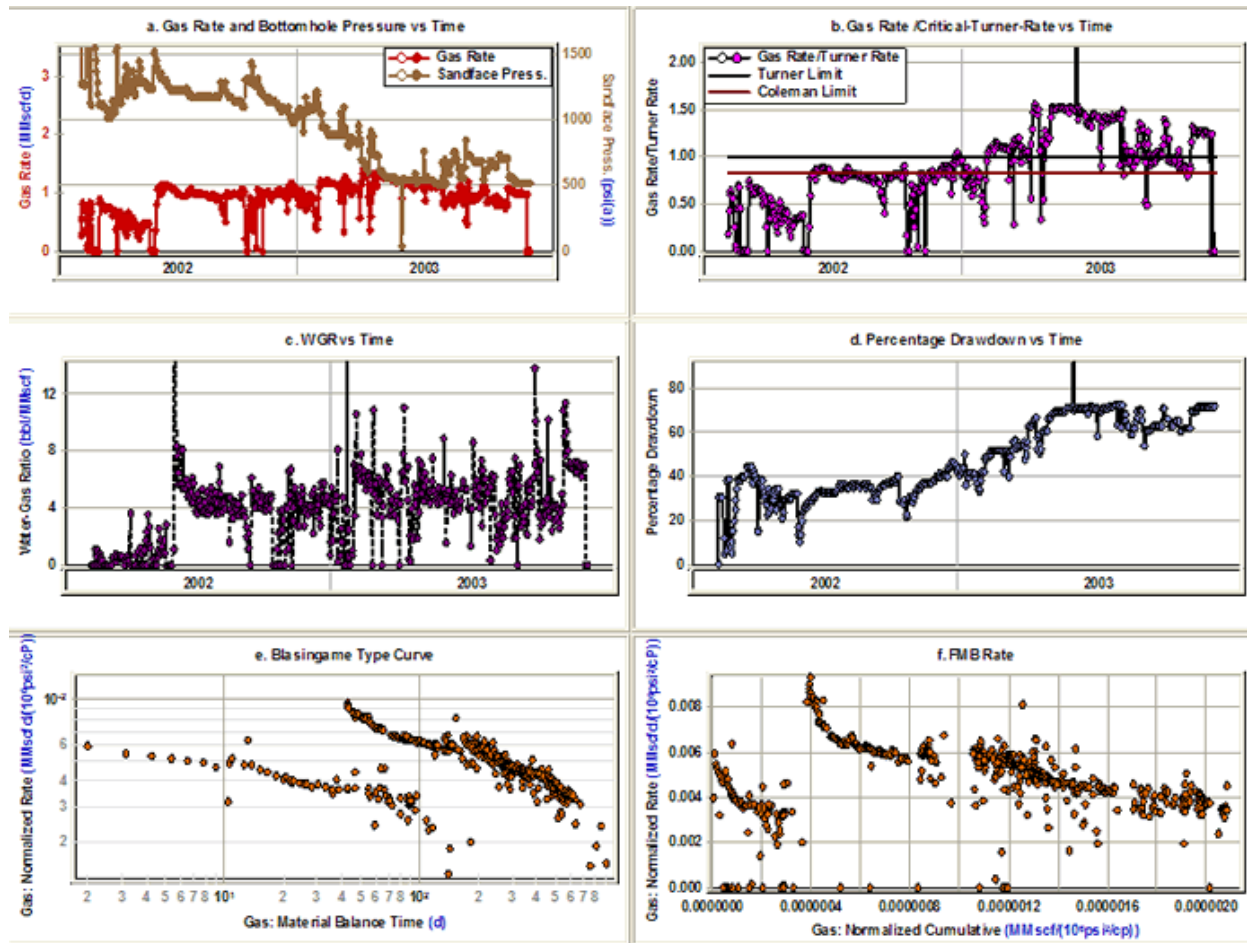 a. Gas Rate and Bottomhole Pressure vs Time
Gas Rate
Sandface Press.
Gas Rate (MMscfd)
Sandface Press. (psi(a))
3
2
1
0
1500
1000
500
0
2002
2003
b. Gas Rate /Critical-Turner-Rate vs Time
Gas Rate/Turner Rate
Turner Limit
Coleman Limit
Gas Rate/Turner Rate
2.00
1.50
1.00
0.50
0.00
2002
2003
c. WGR vs Time
Water-Gas Ratio (bbl/MMscf)
12
8
4
0
2002
2003
d. Percentage Drawdown vs Time
Percentage Drawdown
80
60
40
20
0
2002
2003
e. Blasingame Type Curve
Gas: Normalized Rate (MMscfd/(10⁶psi²/cP))
10⁻²
6
4
3
2
2 3 4 5 6 7 8 10¹ 2 3 4 5 6 7 8 10² 2 3 4 5 6 7 8
Gas: Material Balance Time (d)
f. FMB Rate
Gas: Normalized Rate (MMscfd/(10⁶psi²/cP))
0.008
0.006
0.004
0.002
0.000
0.0000000 0.0000004 0.0000008 0.0000012 0.0000016 0.0000020
Gas: Normalized Cumulative (MMscf/(10⁶psi²/cp))